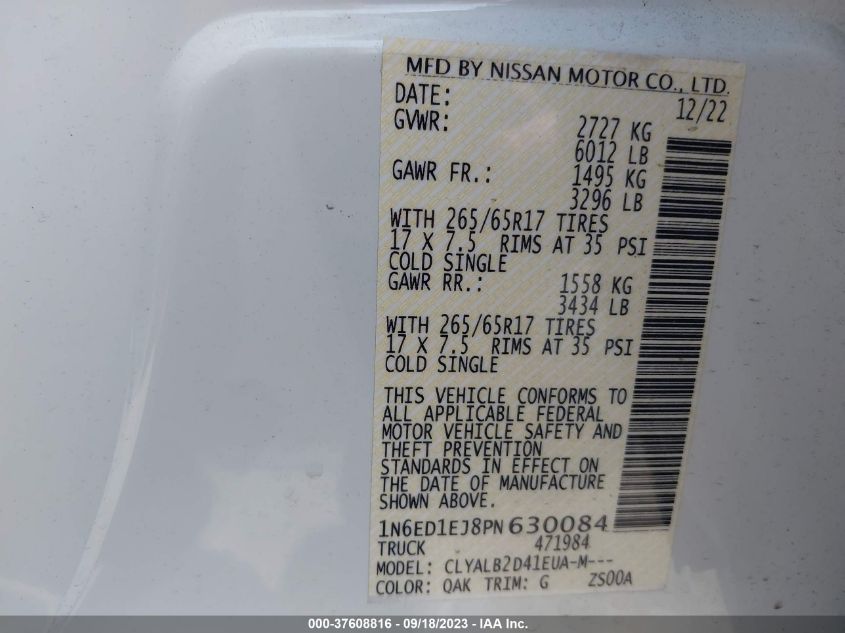 MFD BY NISSAN MOTOR CO., LTD.
DATE: 12/22
GVWR: 2727 KG
6012 LB
GAWR FR.: 1495 KG
3296 LB
WITH 265/65R17 TIRES
17 X 7.5 RIMS AT 35 PSI
COLD SINGLE
GAWR RR.: 1558 KG
3434 LB
WITH 265/65R17 TIRES
17 X 7.5 RIMS AT 35 PSI
COLD SINGLE
THIS VEHICLE CONFORMS TO
ALL APPLICABLE FEDERAL
MOTOR VEHICLE SAFETY AND
THEFT PREVENTION
STANDARDS IN EFFECT ON
THE DATE OF MANUFACTURE
SHOWN ABOVE.
1N6ED1EJ8PN630084
TRUCK 471984
MODEL: CLYALB2D41EUA-M---
COLOR: QAK TRIM: G ZS00A
000-37608816 - 09/18/2023 - IAA Inc.